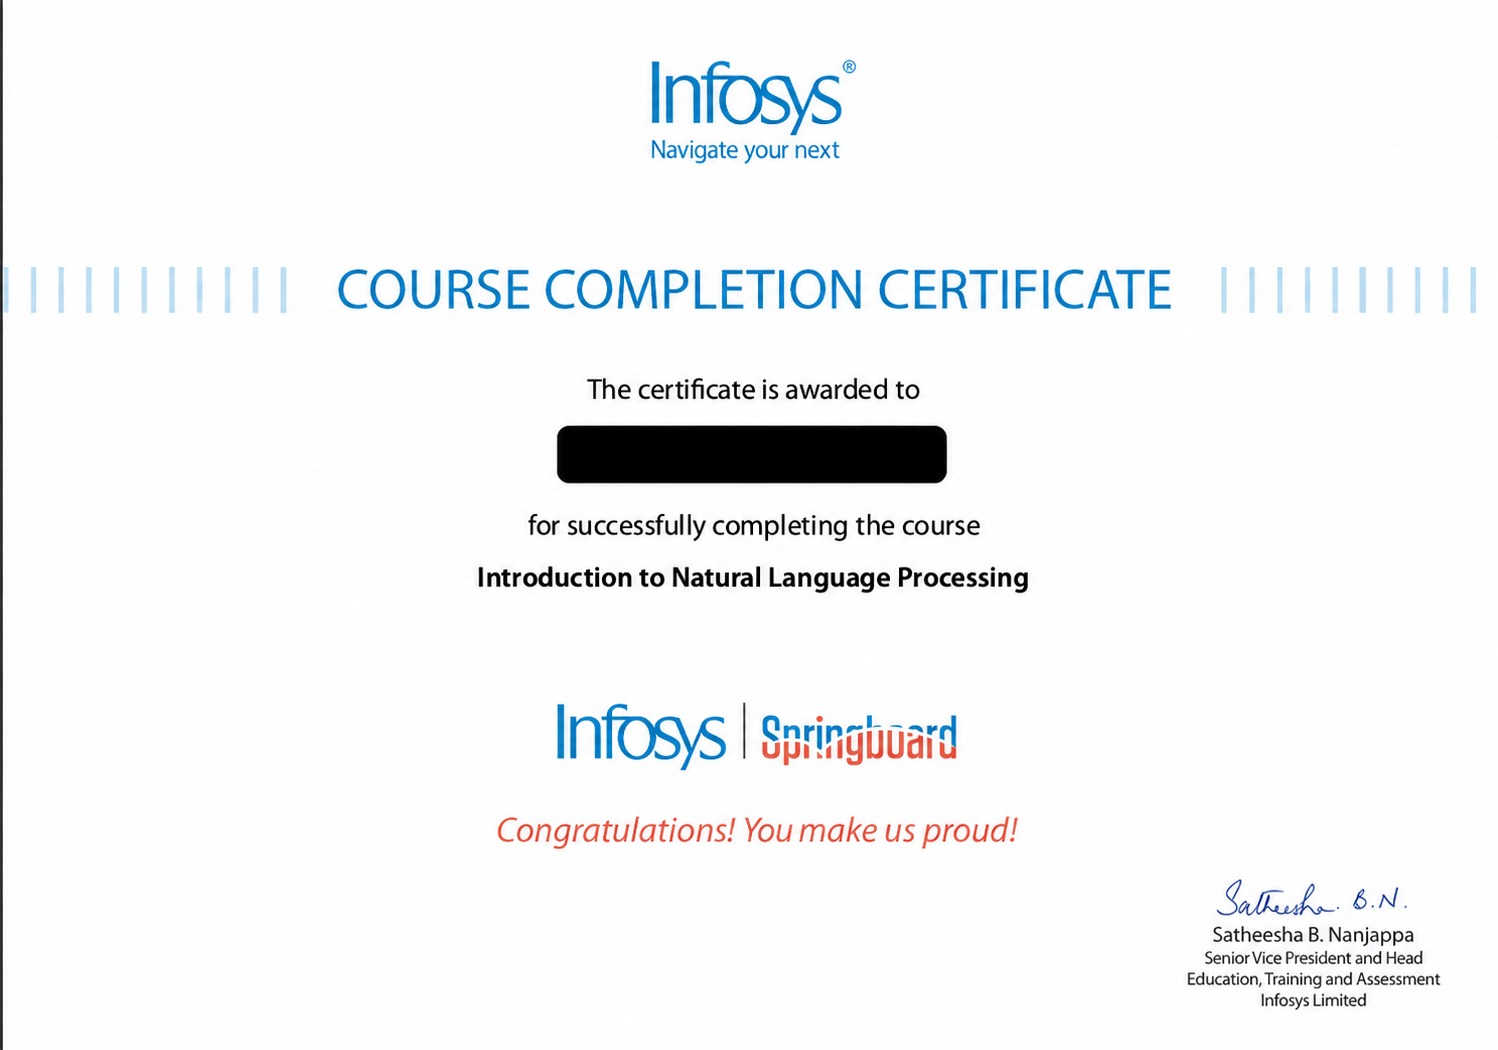 Infosys®
Navigate your next
COURSE COMPLETION CERTIFICATE
The certificate is awarded to
for successfully completing the course
Introduction to Natural Language Processing
Infosys | Springboard
Congratulations! You make us proud!
Satheesha B.N.
Satheesha B. Nanjappa
Senior Vice President and Head
Education, Training and Assessment
Infosys Limited